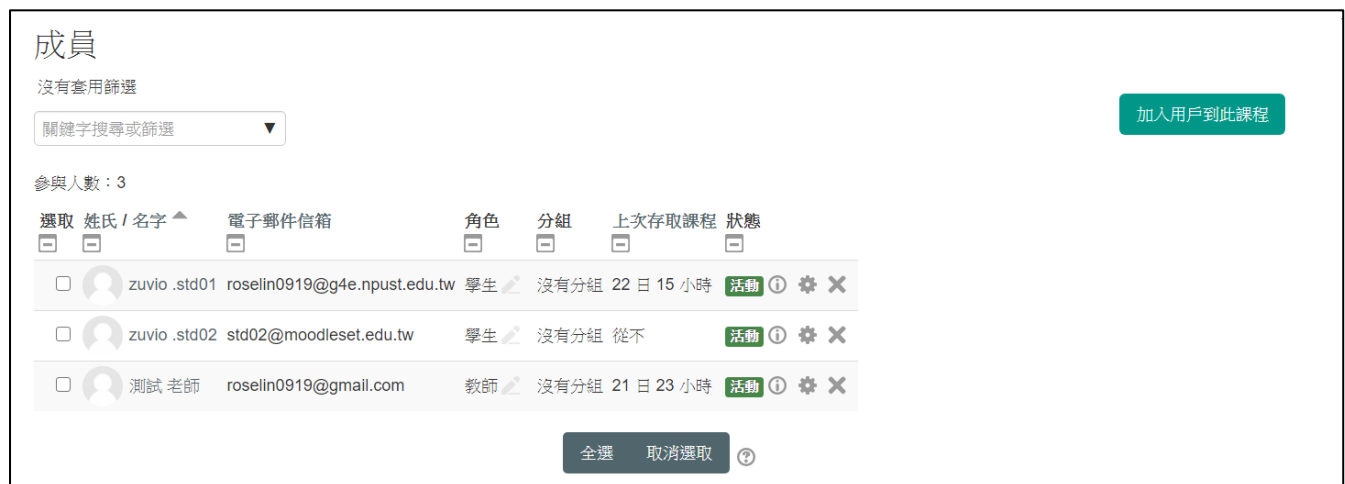 成員
沒有套用篩選
關鍵字搜尋或篩選 ▼
加入用戶到此課程
參與人數：3
選取 姓氏 / 名字 電子郵件信箱 角色 分組 上次存取課程 狀態
zuvio .std01 roselin0919@g4e.npust.edu.tw 學生 沒有分組 22 日 15 小時 活動
zuvio .std02 std02@moodleset.edu.tw 學生 沒有分組 從不 活動
測試 老師 roselin0919@gmail.com 教師 沒有分組 21 日 23 小時 活動
全選 取消選取